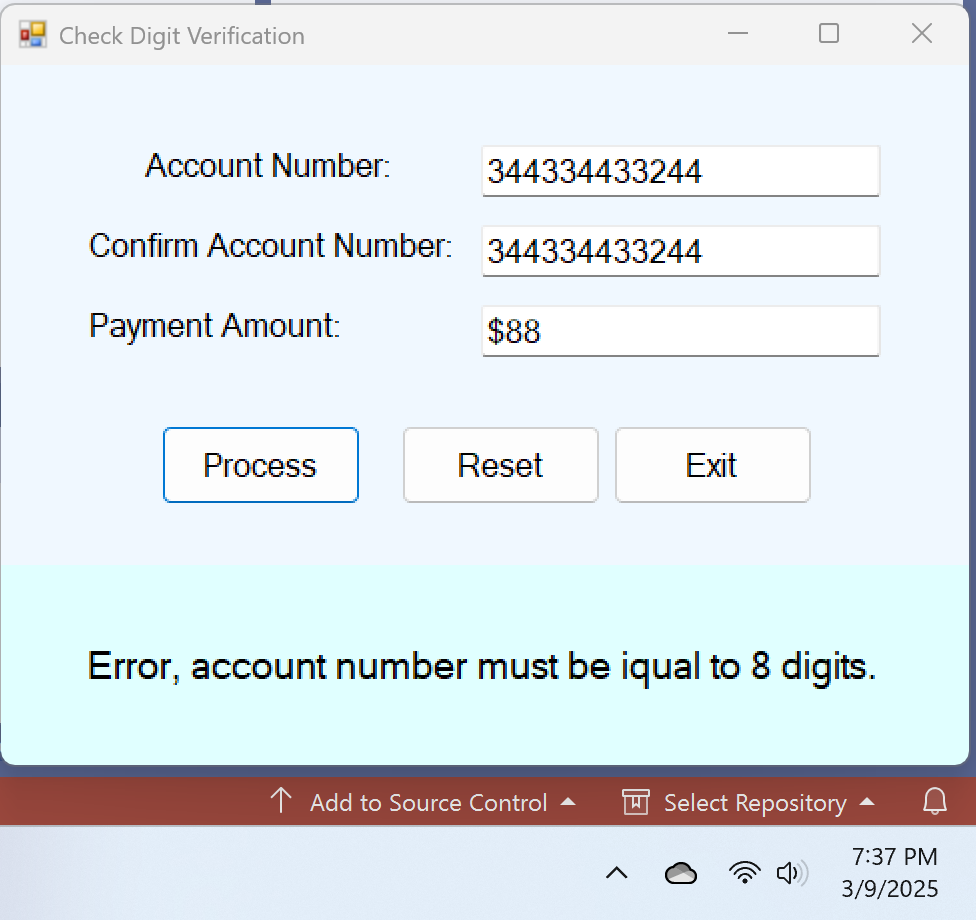 Check Digit Verification
Account Number: 344334433244
Confirm Account Number: 344334433244
Payment Amount: $88
Process Reset Exit
Error, account number must be iqual to 8 digits.
Add to Source Control Select Repository
7:37 PM
3/9/2025